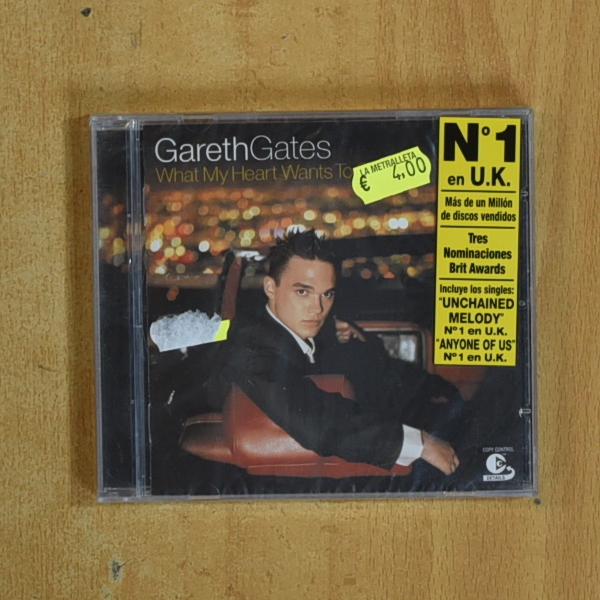 GarethGates
What My Heart Wants To
LA METRALLETA
€ 4,00
Nº1
en U.K.
Más de un Millón
de discos vendidos
Tres
Nominaciones
Brit Awards
Incluye los singles:
"UNCHAINED
MELODY"
Nº1 en U.K.
"ANYONE OF US"
Nº1 en U.K.
COPY CONTROL
DETAILS